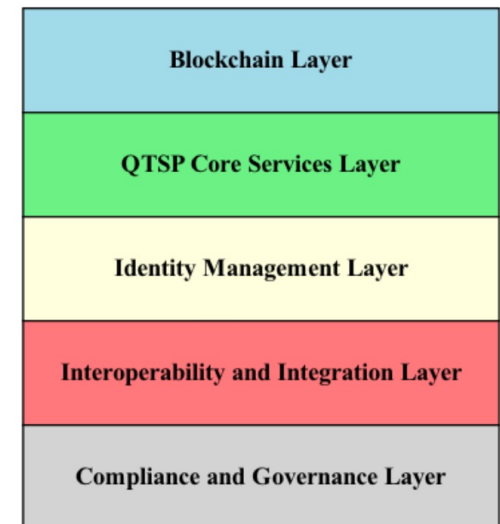 Blockchain Layer
QTSP Core Services Layer
Identity Management Layer
Interoperability and Integration Layer
Compliance and Governance Layer